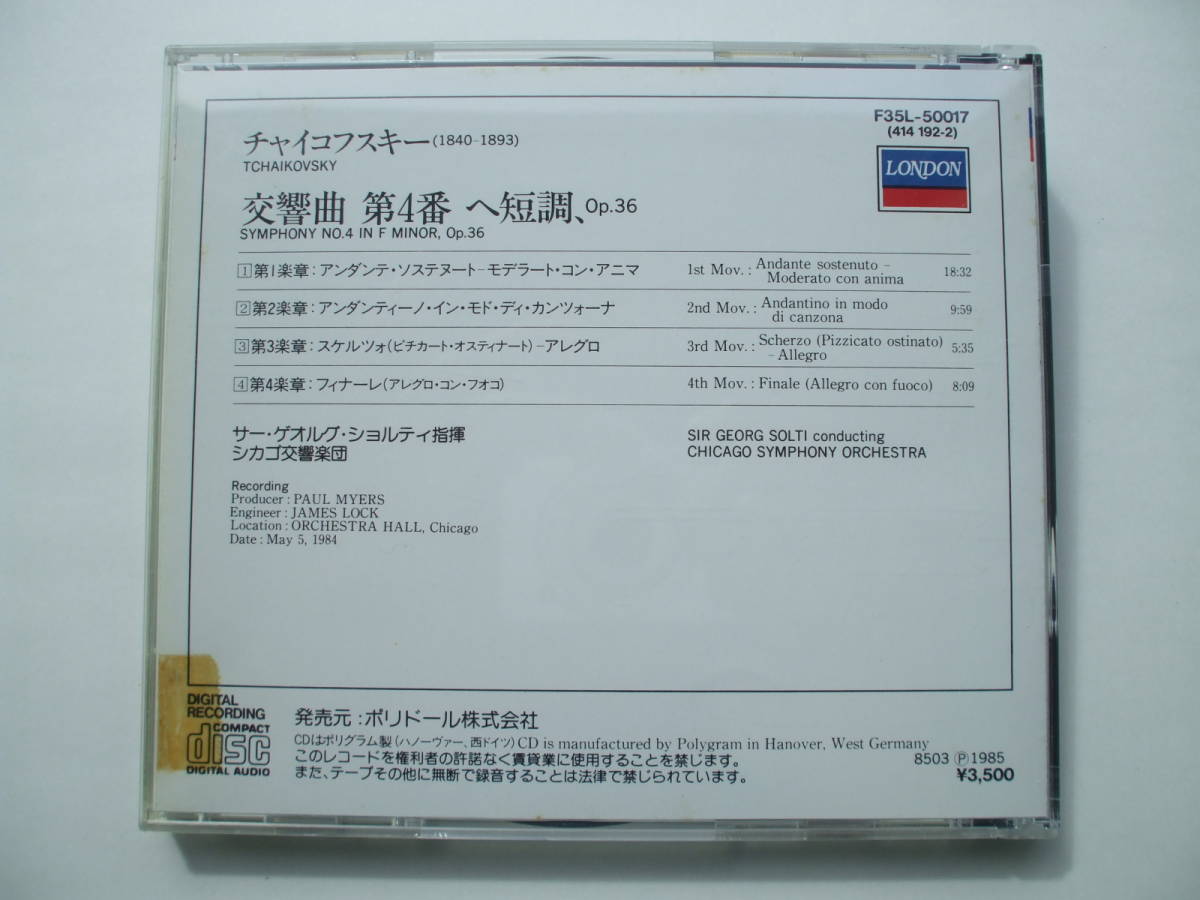 F35L-50017
(414 192-2)
LONDON
チャイコフスキー(1840-1893)
TCHAIKOVSKY
交響曲 第4番 ヘ短調、Op.36
SYMPHONY NO.4 IN F MINOR, Op.36
1 第1楽章：アンダンテ・ソステヌート－モデラート・コン・アニマ 1st Mov.: Andante sostenuto – 18:32
Moderato con anima
2 第2楽章：アンダンティーノ・イン・モド・ディ・カンツォーナ 2nd Mov.: Andantino in modo 9:59
di canzona
3 第3楽章：スケルツォ(ピチカート・オスティナート)－アレグロ 3rd Mov.: Scherzo (Pizzicato ostinato) 5:35
– Allegro
4 第4楽章：フィナーレ(アレグロ・コン・フオコ) 4th Mov.: Finale (Allegro con fuoco) 8:09
サー・ゲオルグ・ショルティ指揮 SIR GEORG SOLTI conducting
シカゴ交響楽団 CHICAGO SYMPHONY ORCHESTRA
Recording
Producer: PAUL MYERS
Engineer: JAMES LOCK
Location: ORCHESTRA HALL, Chicago
Date: May 5, 1984
DIGITAL
RECORDING
COMPACT
disc
DIGITAL AUDIO
発売元：ポリドール株式会社
CDはポリグラム製(ハノーヴァー、西ドイツ) CD is manufactured by Polygram in Hanover, West Germany
このレコードを権利者の許諾なく賃貸業に使用することを禁じます。 8503 Ⓟ1985
また、テープその他に無断で録音することは法律で禁じられています。 ¥3,500